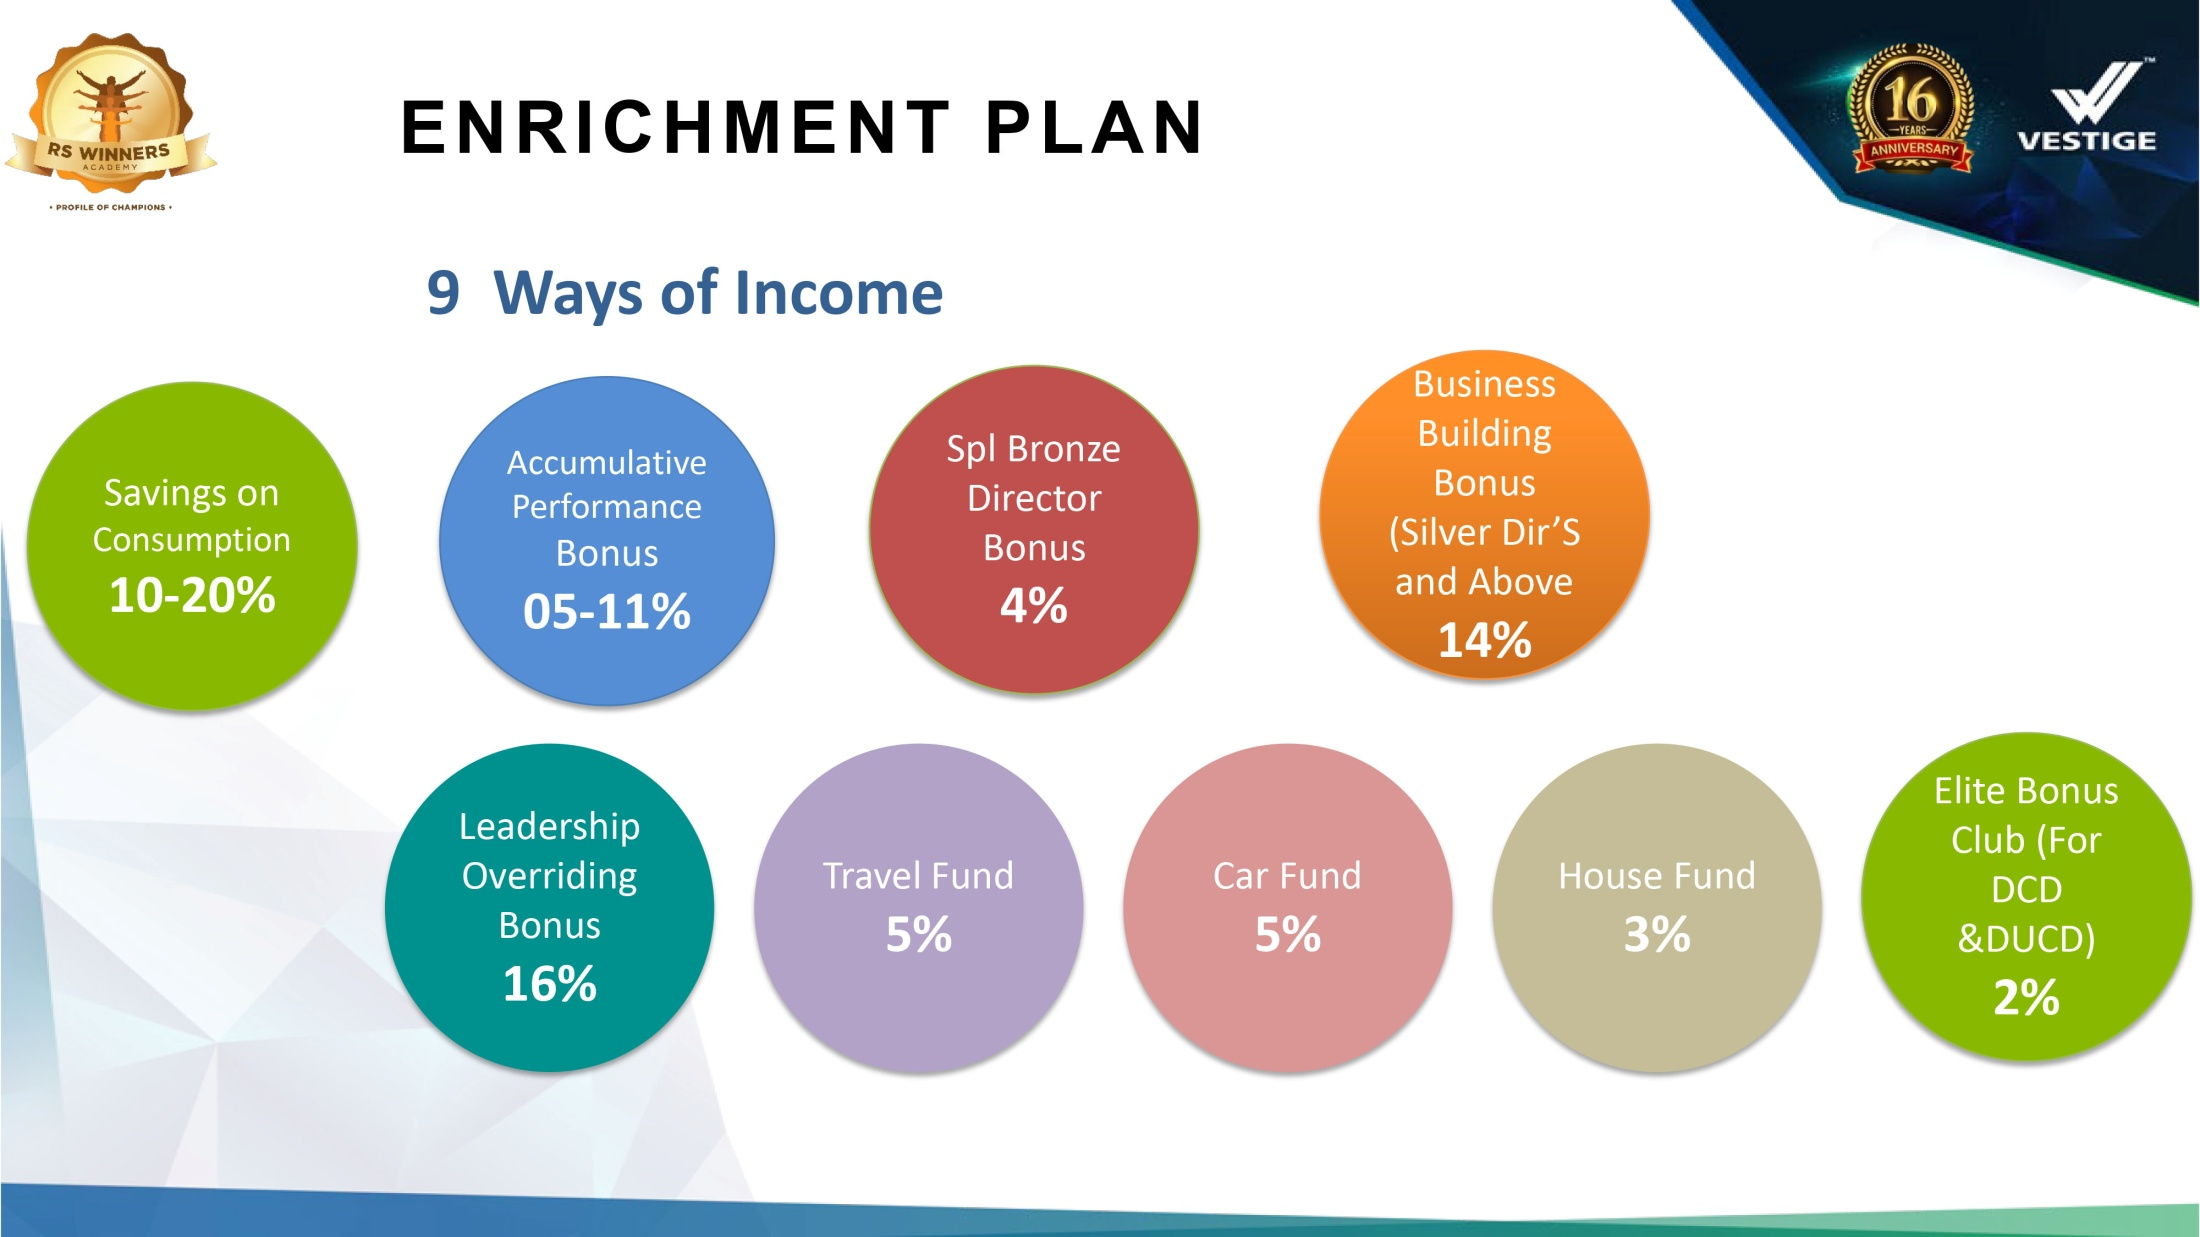 RS WINNERS
ACADEMY
• PROFILE OF CHAMPIONS •
ENRICHMENT PLAN
16
YEARS
ANNIVERSARY
VESTIGE™
9 Ways of Income
Savings on
Consumption
10-20%
Accumulative
Performance
Bonus
05-11%
Spl Bronze
Director
Bonus
4%
Business
Building
Bonus
(Silver Dir’S
and Above
14%
Leadership
Overriding
Bonus
16%
Travel Fund
5%
Car Fund
5%
House Fund
3%
Elite Bonus
Club (For
DCD
&DUCD)
2%